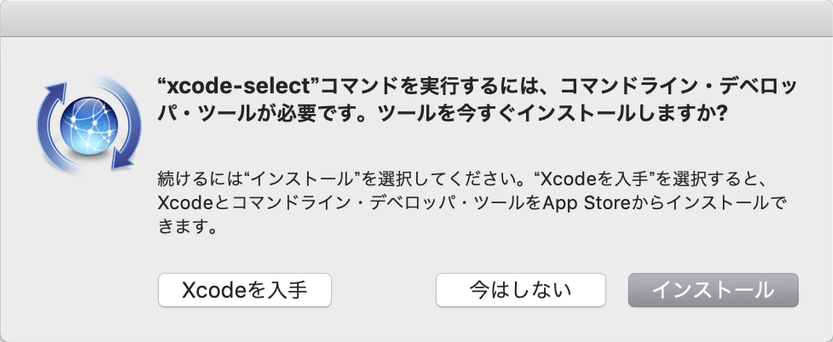 “xcode-select”コマンドを実行するには、コマンドライン・デベロッ
パ・ツールが必要です。ツールを今すぐインストールしますか?
続けるには“インストール”を選択してください。“Xcodeを入手”を選択すると、
Xcodeとコマンドライン・デベロッパ・ツールをApp Storeからインストールで
きます。
Xcodeを入手
今はしない
インストール